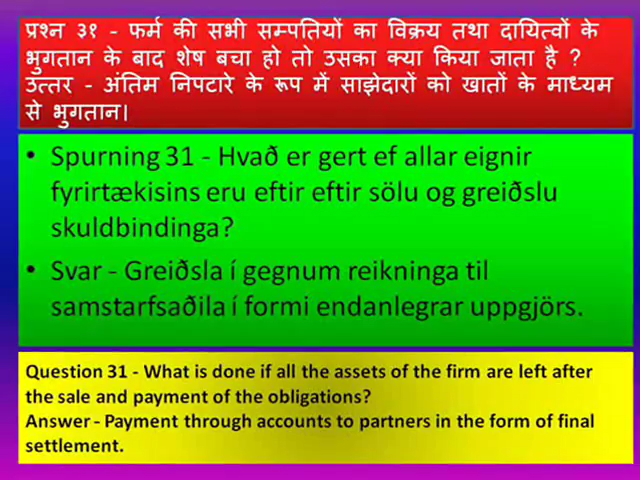 प्रश्न ३१ - फर्म की सभी सम्पतियों का विक्रय तथा दायित्वों के
भुगतान के बाद शेष बचा हो तो उसका क्या किया जाता है ?
उत्तर - अंतिम निपटारे के रूप में साझेदारों को खातों के माध्यम
से भुगतान।
• Spurning 31 - Hvað er gert ef allar eignir
fyrirtækisins eru eftir eftir sölu og greiðslu
skuldbindinga?
• Svar - Greiðsla í gegnum reikninga til
samstarfsaðila í formi endanlegrar uppgjörs.
Question 31 - What is done if all the assets of the firm are left after
the sale and payment of the obligations?
Answer - Payment through accounts to partners in the form of final
settlement.